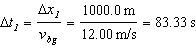 Δt₁ = Δx₁ / v_bg = 1000.0 m / 12.00 m/s = 83.33 s